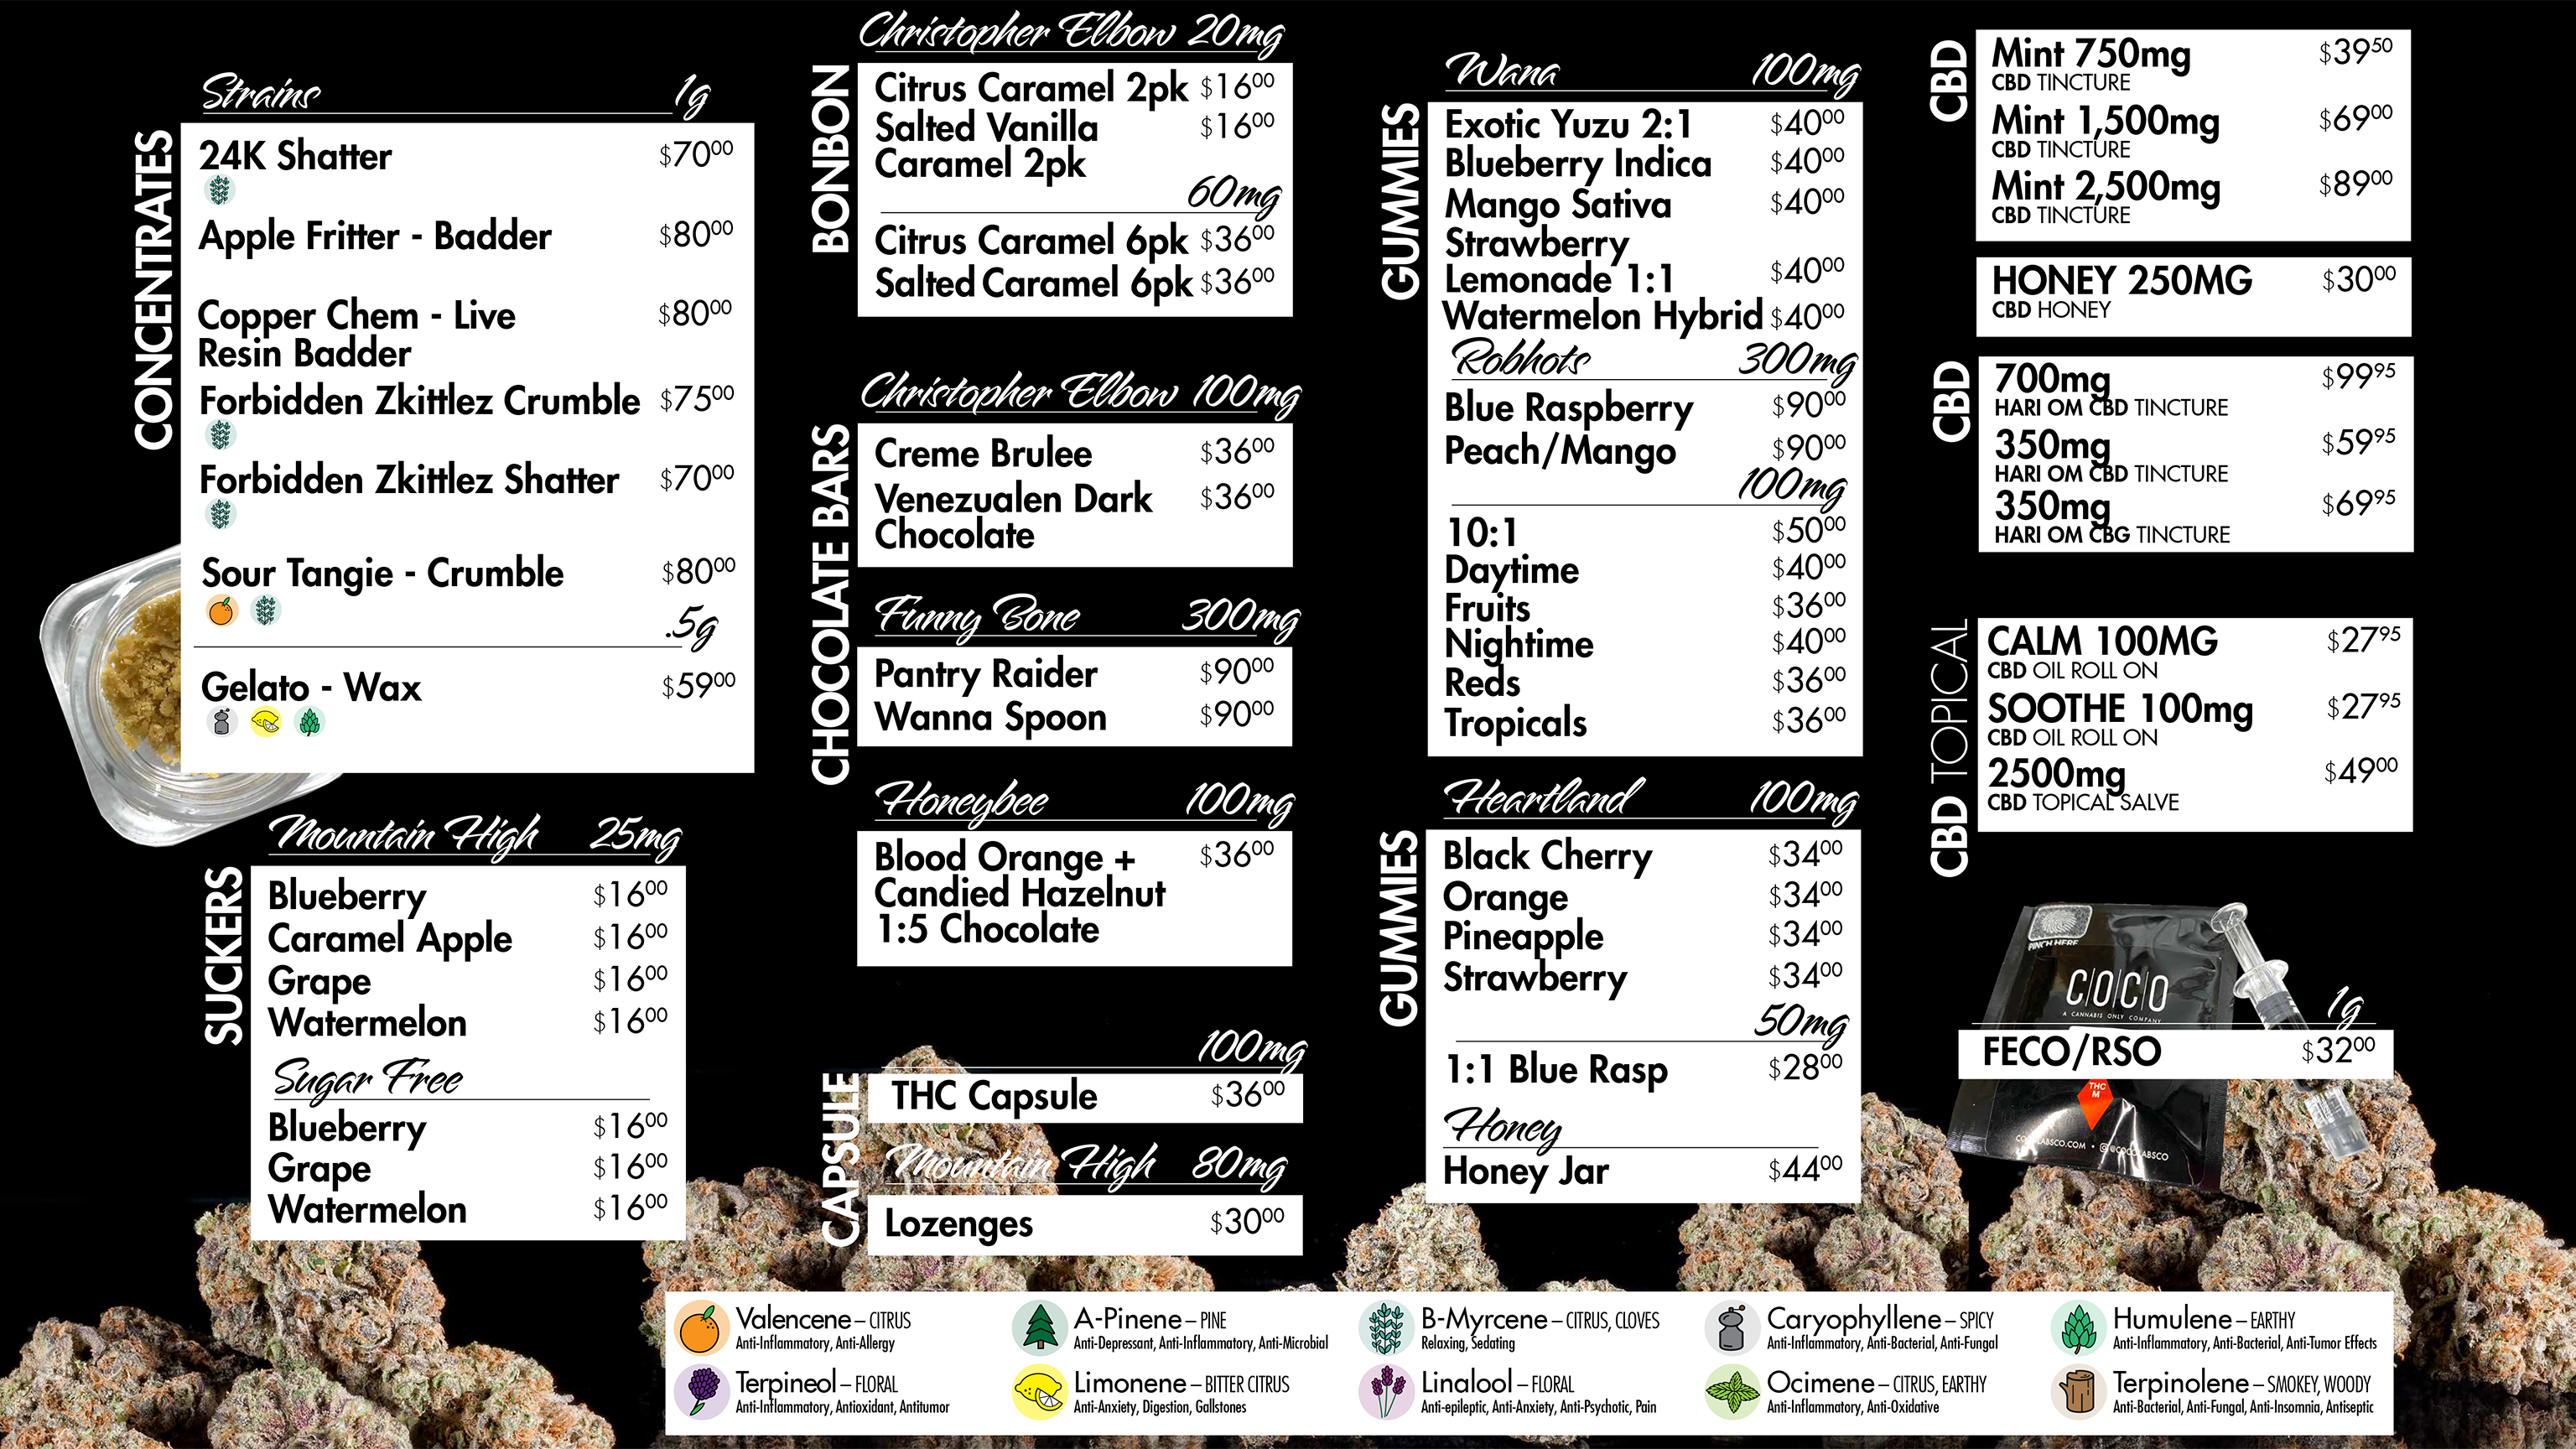 CONCENTRATES
Strains 1g
24K Shatter $70.00
Apple Fritter - Badder $80.00
Copper Chem - Live $80.00
Resin Badder
Forbidden Zkittlez Crumble $75.00
Forbidden Zkittlez Shatter $70.00
Sour Tangie - Crumble $80.00
.5g
Gelato - Wax $59.00
SUCKERS
Mountain High 25mg
Blueberry $16.00
Caramel Apple $16.00
Grape $16.00
Watermelon $16.00
Sugar Free
Blueberry $16.00
Grape $16.00
Watermelon $16.00
BONBON
Christopher Elbow 20mg
Citrus Caramel 2pk $16.00
Salted Vanilla $16.00
Caramel 2pk
60mg
Citrus Caramel 6pk $36.00
Salted Caramel 6pk $36.00
CHOCOLATE BARS
Christopher Elbow 100mg
Creme Brulee $36.00
Venezualen Dark $36.00
Chocolate
Funny Bone 300mg
Pantry Raider $90.00
Wanna Spoon $90.00
Honeybee 100mg
Blood Orange + $36.00
Candied Hazelnut
1:5 Chocolate
CAPSULE
100mg
THC Capsule $36.00
Mountain High 80mg
Lozenges $30.00
GUMMIES
Wana 100mg
Exotic Yuzu 2:1 $40.00
Blueberry Indica $40.00
Mango Sativa $40.00
Strawberry
Lemonade 1:1 $40.00
Watermelon Hybrid $40.00
Robhots 300mg
Blue Raspberry $90.00
Peach/Mango $90.00
100mg
10:1 $50.00
Daytime $40.00
Fruits $36.00
Nightime $40.00
Reds $36.00
Tropicals $36.00
GUMMIES
Heartland 100mg
Black Cherry $34.00
Orange $34.00
Pineapple $34.00
Strawberry $34.00
50mg
1:1 Blue Rasp $28.00
Honey
Honey Jar $44.00
CBD
Mint 750mg $39.50
CBD TINCTURE
Mint 1,500mg $69.00
CBD TINCTURE
Mint 2,500mg $89.00
CBD TINCTURE
HONEY 250MG $30.00
CBD HONEY
CBD
700mg $99.95
HARI OM CBD TINCTURE
350mg $59.95
HARI OM CBD TINCTURE
350mg $69.95
HARI OM CBG TINCTURE
CBD TOPICAL
CALM 100MG $27.95
CBD OIL ROLL ON
SOOTHE 100mg $27.95
CBD OIL ROLL ON
2500mg $49.00
CBD TOPICAL SALVE
PINCH HERE
C/O/C/O
A CANNABIS ONLY COMPANY
1g
FECO/RSO $32.00
THC
M
Valencene – CITRUS
Anti-Inflammatory, Anti-Allergy
A-Pinene – PINE
Anti-Depressant, Anti-Inflammatory, Anti-Microbial
B-Myrcene – CITRUS, CLOVES
Relaxing, Sedating
Caryophyllene – SPICY
Anti-Inflammatory, Anti-Bacterial, Anti-Fungal
Humulene – EARTHY
Anti-Inflammatory, Anti-Bacterial, Anti-Tumor Effects
Terpineol – FLORAL
Anti-Inflammatory, Antioxidant, Antitumor
Limonene – BITTER CITRUS
Anti-Anxiety, Digestion, Gallstones
Linalool – FLORAL
Anti-epileptic, Anti-Anxiety, Anti-Psychotic, Pain
Ocimene – CITRUS, EARTHY
Anti-Inflammatory, Anti-Oxidative
Terpinolene – SMOKEY, WOODY
Anti-Bacterial, Anti-Fungal, Anti-Insomnia, Antiseptic